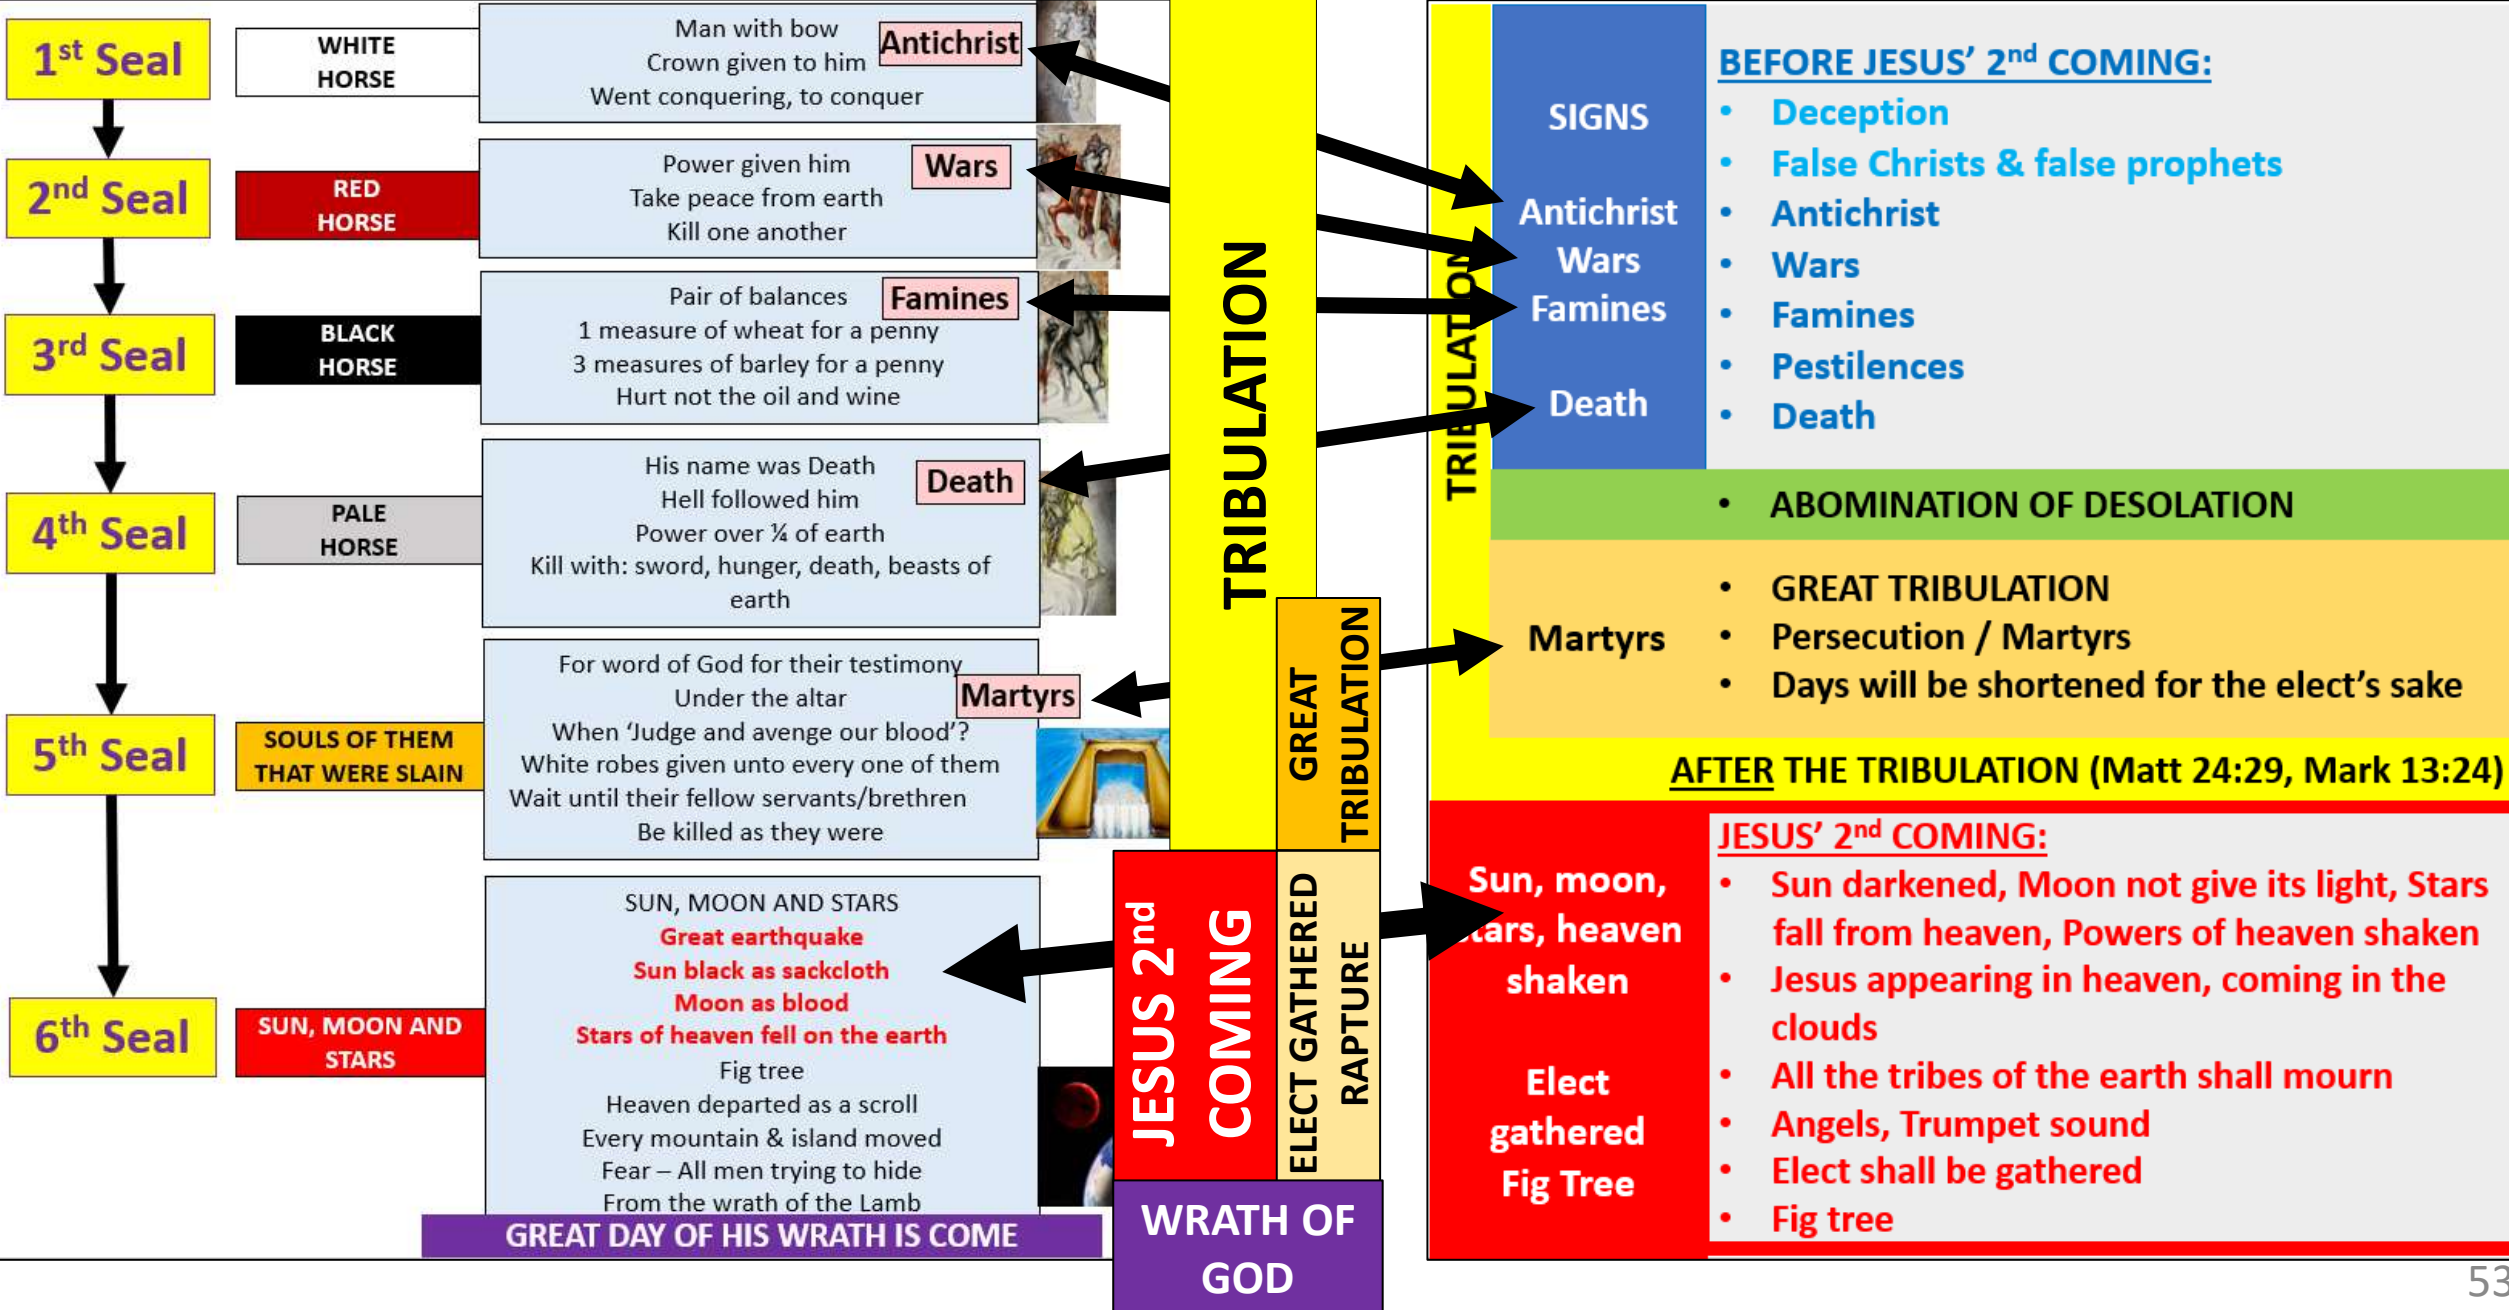 1st Seal
WHITE
HORSE
Man with bow
Crown given to him
Went conquering, to conquer
Antichrist
2nd Seal
RED
HORSE
Power given him
Take peace from earth
Kill one another
Wars
3rd Seal
BLACK
HORSE
Pair of balances
1 measure of wheat for a penny
3 measures of barley for a penny
Hurt not the oil and wine
Famines
4th Seal
PALE
HORSE
His name was Death
Hell followed him
Power over ¼ of earth
Kill with: sword, hunger, death, beasts of
earth
Death
5th Seal
SOULS OF THEM
THAT WERE SLAIN
For word of God for their testimony
Under the altar
When ‘Judge and avenge our blood’?
White robes given unto every one of them
Wait until their fellow servants/brethren
Be killed as they were
Martyrs
6th Seal
SUN, MOON AND
STARS
SUN, MOON AND STARS
Great earthquake
Sun black as sackcloth
Moon as blood
Stars of heaven fell on the earth
Fig tree
Heaven departed as a scroll
Every mountain & island moved
Fear – All men trying to hide
From the wrath of the Lamb
GREAT DAY OF HIS WRATH IS COME
TRIBULATION
GREAT
TRIBULATION
JESUS 2nd
COMING
ELECT GATHERED
RAPTURE
WRATH OF
GOD
TRIBULATION
SIGNS
Antichrist
Wars
Famines
Death
BEFORE JESUS’ 2nd COMING:
• Deception
• False Christs & false prophets
• Antichrist
• Wars
• Famines
• Pestilences
• Death
• ABOMINATION OF DESOLATION
Martyrs
• GREAT TRIBULATION
• Persecution / Martyrs
• Days will be shortened for the elect’s sake
AFTER THE TRIBULATION (Matt 24:29, Mark 13:24)
Sun, moon,
stars, heaven
shaken
Elect
gathered
Fig Tree
JESUS’ 2nd COMING:
• Sun darkened, Moon not give its light, Stars
fall from heaven, Powers of heaven shaken
• Jesus appearing in heaven, coming in the
clouds
• All the tribes of the earth shall mourn
• Angels, Trumpet sound
• Elect shall be gathered
• Fig tree
53